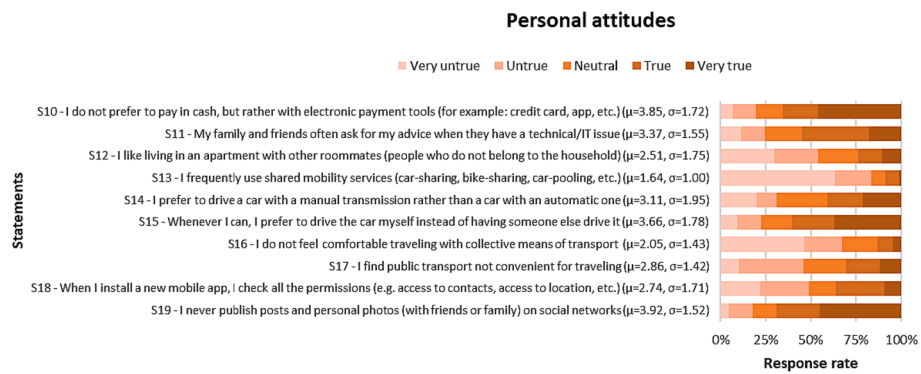 Personal attitudes
Very untrue Untrue Neutral True Very true
Statements
S10 - I do not prefer to pay in cash, but rather with electronic payment tools (for example: credit card, app, etc.) (μ=3.85, σ=1.72)
S11 - My family and friends often ask for my advice when they have a technical/IT issue (μ=3.37, σ=1.55)
S12 - I like living in an apartment with other roommates (people who do not belong to the household) (μ=2.51, σ=1.75)
S13 - I frequently use shared mobility services (car-sharing, bike-sharing, car-pooling, etc.) (μ=1.64, σ=1.00)
S14 - I prefer to drive a car with a manual transmission rather than a car with an automatic one (μ=3.11, σ=1.95)
S15 - Whenever I can, I prefer to drive the car myself instead of having someone else drive it (μ=3.66, σ=1.78)
S16 - I do not feel comfortable traveling with collective means of transport (μ=2.05, σ=1.43)
S17 - I find public transport not convenient for traveling (μ=2.86, σ=1.42)
S18 - When I install a new mobile app, I check all the permissions (e.g. access to contacts, access to location, etc.) (μ=2.74, σ=1.71)
S19 - I never publish posts and personal photos (with friends or family) on social networks (μ=3.92, σ=1.52)
0% 25% 50% 75% 100%
Response rate